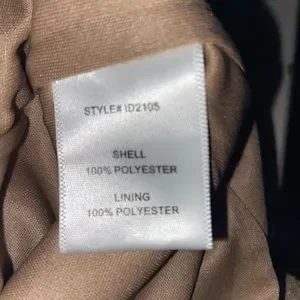 STYLE# ID2105
SHELL
100% POLYESTER
LINING
100% POLYESTER